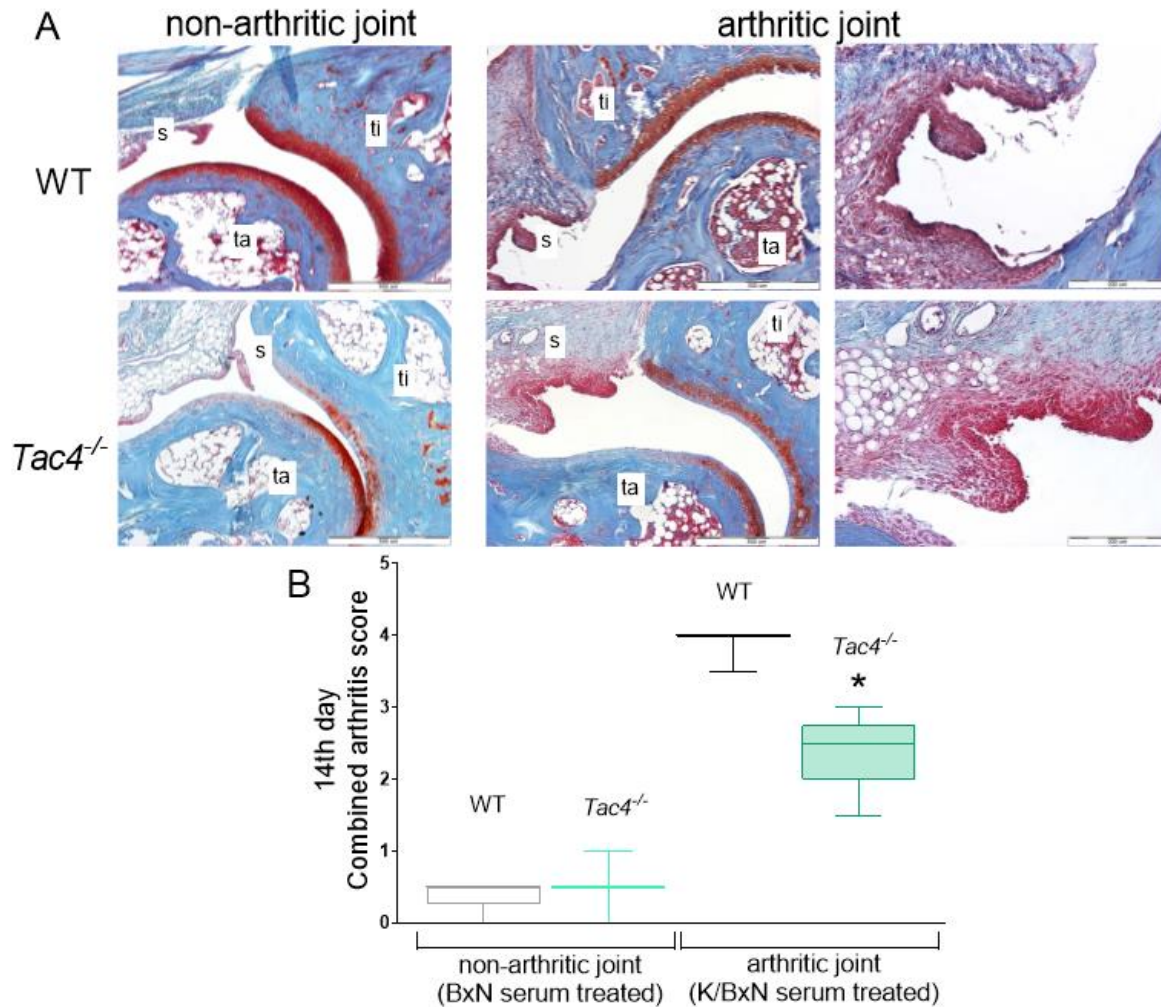 A
non-arthritic joint
arthritic joint
WT
s
ti
ta
ti
s
ta
Tac4-/-
s
ti
ta
s
ti
ta
B
14th day
Combined arthritis score
5
4
3
2
1
0
WT
Tac4-/-
WT
Tac4-/-
*
non-arthritic joint
(BxN serum treated)
arthritic joint
(K/BxN serum treated)